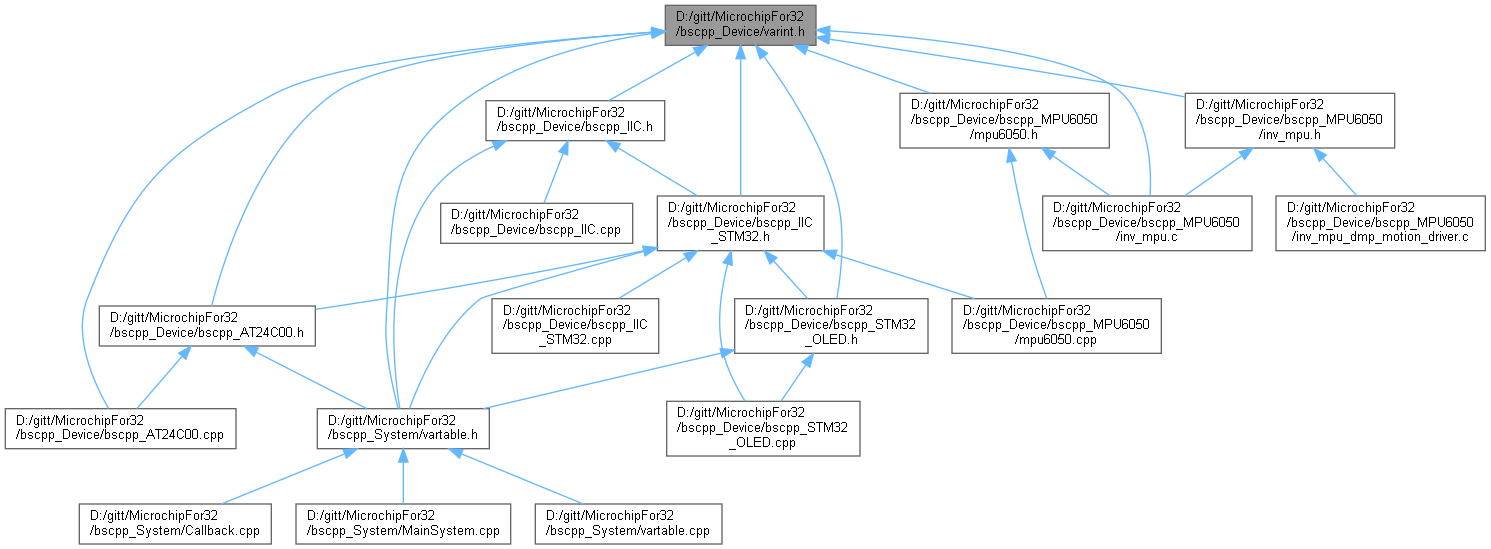 D:/gitt/MicrochipFor32
/bscpp_Device/varint.h
D:/gitt/MicrochipFor32
/bscpp_Device/bscpp_IIC.h
D:/gitt/MicrochipFor32
/bscpp_Device/bscpp_MPU6050
/mpu6050.h
D:/gitt/MicrochipFor32
/bscpp_Device/bscpp_MPU6050
/inv_mpu.h
D:/gitt/MicrochipFor32
/bscpp_Device/bscpp_IIC.cpp
D:/gitt/MicrochipFor32
/bscpp_Device/bscpp_IIC
_STM32.h
D:/gitt/MicrochipFor32
/bscpp_Device/bscpp_MPU6050
/inv_mpu.c
D:/gitt/MicrochipFor32
/bscpp_Device/bscpp_MPU6050
/inv_mpu_dmp_motion_driver.c
D:/gitt/MicrochipFor32
/bscpp_Device/bscpp_AT24C00.h
D:/gitt/MicrochipFor32
/bscpp_Device/bscpp_IIC
_STM32.cpp
D:/gitt/MicrochipFor32
/bscpp_Device/bscpp_STM32
_OLED.h
D:/gitt/MicrochipFor32
/bscpp_Device/bscpp_MPU6050
/mpu6050.cpp
D:/gitt/MicrochipFor32
/bscpp_Device/bscpp_AT24C00.cpp
D:/gitt/MicrochipFor32
/bscpp_System/vartable.h
D:/gitt/MicrochipFor32
/bscpp_Device/bscpp_STM32
_OLED.cpp
D:/gitt/MicrochipFor32
/bscpp_System/Callback.cpp
D:/gitt/MicrochipFor32
/bscpp_System/MainSystem.cpp
D:/gitt/MicrochipFor32
/bscpp_System/vartable.cpp